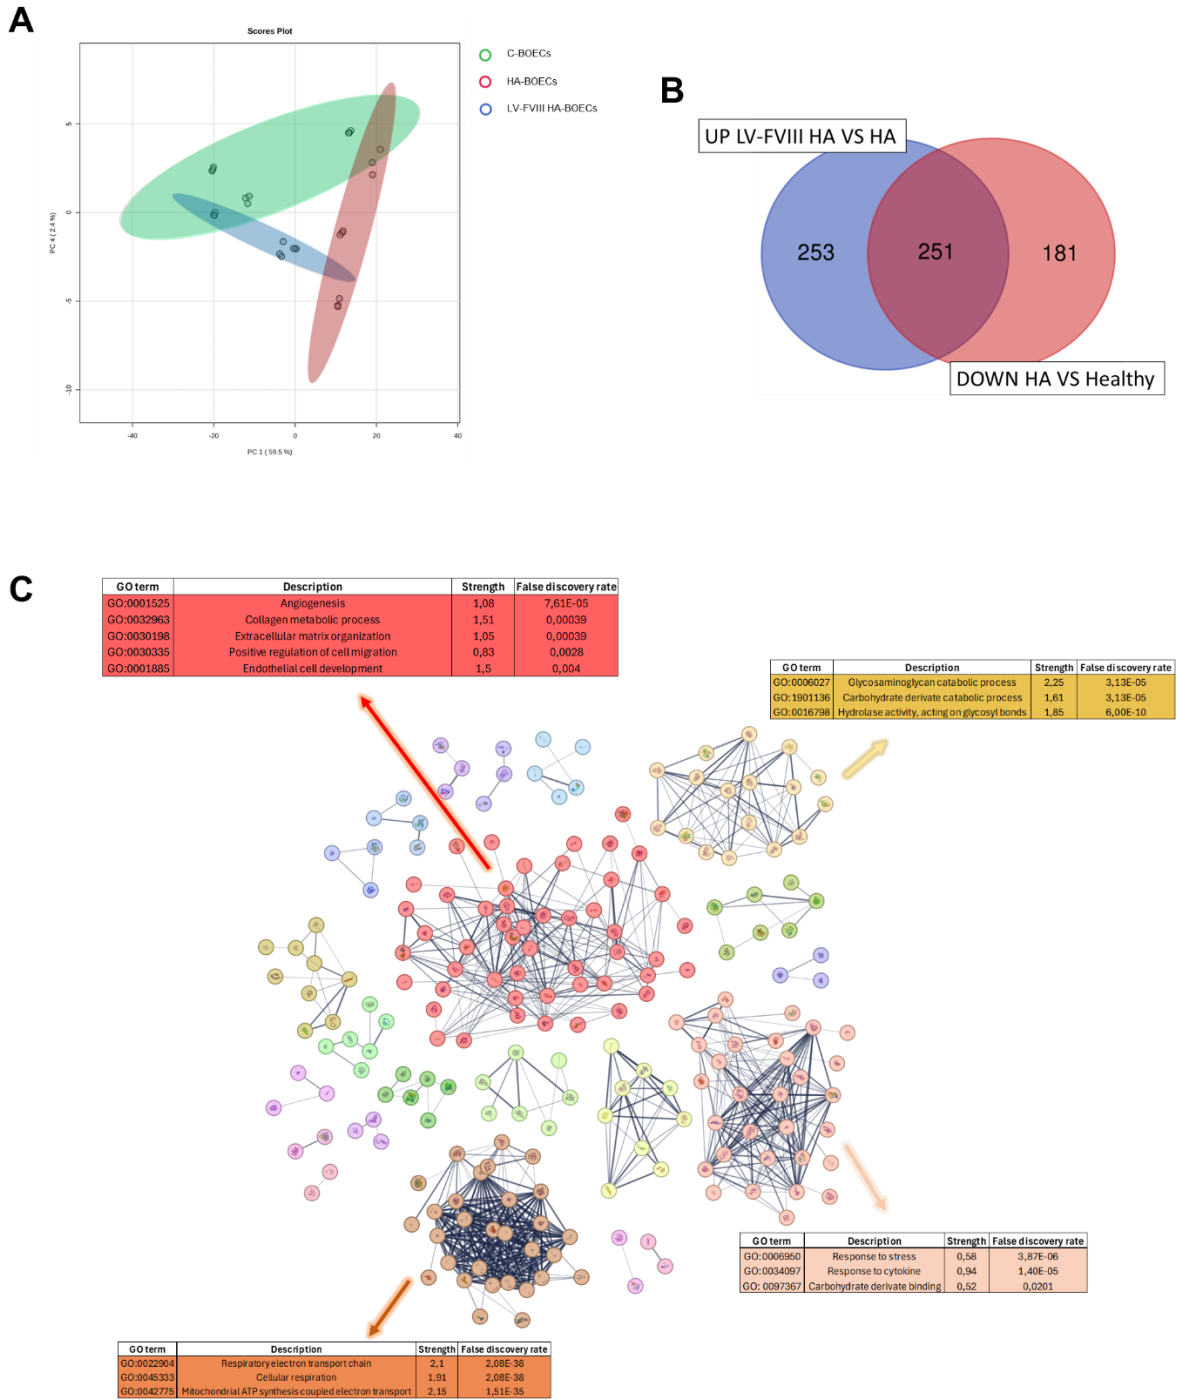 A
Scores Plot
C-BOECs
HA-BOECs
LV-FVIII HA-BOECs
PC 4 ( 2.4 %)
5
0
-5
-10
-40
-20
0
20
40
PC 1 ( 59.5 %)
B
UP LV-FVIII HA VS HA
253
251
181
DOWN HA VS Healthy
C
GO term Description Strength False discovery rate
GO:0001525 Angiogenesis 1,08 7,61E-05
GO:0032963 Collagen metabolic process 1,51 0,00039
GO:0030198 Extracellular matrix organization 1,05 0,00039
GO:0030335 Positive regulation of cell migration 0,83 0,0028
GO:0001885 Endothelial cell development 1,5 0,004
GO term Description Strength False discovery rate
GO:0006027 Glycosaminoglycan catabolic process 2,25 3,13E-05
GO:1901136 Carbohydrate derivate catabolic process 1,61 3,13E-05
GO:0016798 Hydrolase activity, acting on glycosyl bonds 1,85 6,00E-10
GO term Description Strength False discovery rate
GO:0006950 Response to stress 0,58 3,87E-06
GO:0034097 Response to cytokine 0,94 1,40E-05
GO: 0097367 Carbohydrate derivate binding 0,52 0,0201
GO term Description Strength False discovery rate
GO:0022904 Respiratory electron transport chain 2,1 2,08E-38
GO:0045333 Cellular respiration 1,91 2,08E-38
GO:0042775 Mitochondrial ATP synthesis coupled electron transport 2,15 1,51E-35